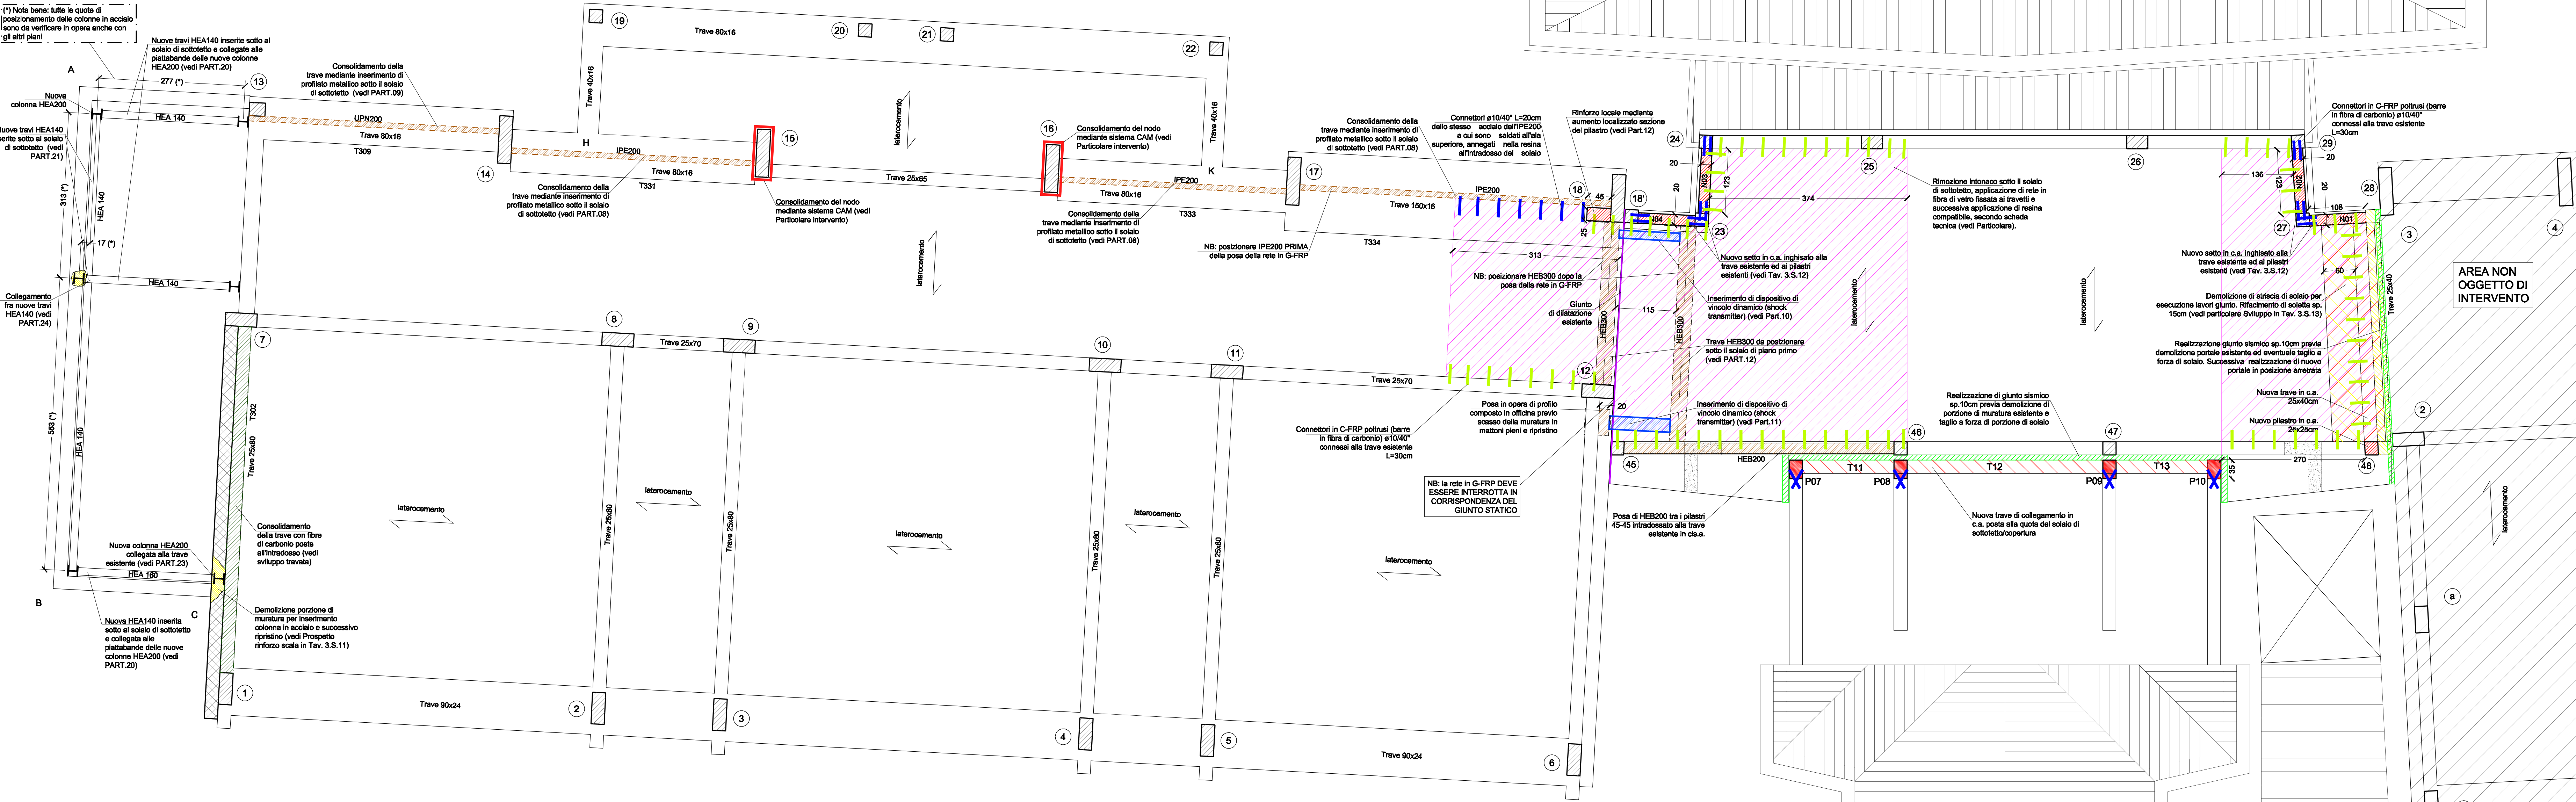 (*) Nota bene: tutte le quote di
posizionamento delle colonne in acciaio
sono da verificare in opera anche con
gli altri piani
Nuove travi HEA140 inserite sotto al
solaio di sottotetto e collegate alle
piattabande delle nuove colonne
HEA200 (vedi PART.20)
A
277 (*)
13
Nuova
colonna HEA200
HEA 140
Nuove travi HEA140
inserite sotto al solaio
di sottotetto (vedi
PART.21)
313 (*)
HEA 140
17 (*)
HEA 140
Collegamento
fra nuove travi
HEA140 (vedi
PART.24)
553 (*)
HEA 140
Nuova colonna HEA200
collegata alla trave
esistente (vedi PART.23)
HEA 160
B
C
Nuova HEA140 inserita
sotto al solaio di sottotetto
e collegata alle
piattabande delle nuove
colonne HEA200 (vedi
PART.20)
Demolizione porzione di
muratura per inserimento
colonna in acciaio e successivo
ripristino (vedi Prospetto
rinforzo scala in Tav. 3.S.11)
Consolidamento
della trave con fibre
di carbonio poste
all'intradosso (vedi
sviluppo travata)
Trave 25x80
T302
7
1
Consolidamento della
trave mediante inserimento di
profilato metallico sotto il solaio
di sottotetto (vedi PART.09)
UPN200
Trave 80x16
T309
14
H
IPE200
Trave 80x16
T331
Consolidamento della
trave mediante inserimento di
profilato metallico sotto il solaio
di sottotetto (vedi PART.08)
19
Trave 80x16
20
21
22
Trave 40x16
laterocemento
Trave 40x16
15
Consolidamento del nodo
mediante sistema CAM (vedi
Particolare intervento)
Trave 25x65
16
Consolidamento del nodo
mediante sistema CAM (vedi
Particolare intervento)
laterocemento
IPE200
K
Trave 80x16
T333
Consolidamento della
trave mediante inserimento di
profilato metallico sotto il solaio
di sottotetto (vedi PART.08)
17
Consolidamento della
trave mediante inserimento di
profilato metallico sotto il solaio
di sottotetto (vedi PART.08)
IPE200
Trave 150x16
T334
NB: posizionare IPE200 PRIMA
della posa della rete in G-FRP
Connettori ø10/40" L=20cm
dello stesso acciaio dell'IPE200
a cui sono saldati all'ala
superiore, annegati nella resina
all'intradosso del solaio
Rinforzo locale mediante
aumento localizzato sezione
del pilastro (vedi Part.12)
18
45
25
18'
N04
23
313
NB: posizionare HEB300 dopo la
posa della rete in G-FRP
Giunto
di dilatazione
esistente
HEB300
115
HEB300
Nuovo setto in c.a. inghisato alla
trave esistente ed ai pilastri
esistenti (vedi Tav. 3.S.12)
Inserimento di dispositivo di
vincolo dinamico (shock
transmitter) (vedi Part.10)
Trave HEB300 da posizionare
sotto il solaio di piano primo
(vedi PART.12)
12
20
Posa in opera di profilo
composto in officina previo
scasso della muratura in
mattoni pieni e ripristino
Inserimento di dispositivo di
vincolo dinamico (shock
transmitter) (vedi Part.11)
Connettori in C-FRP poltrusi (barre
in fibra di carbonio) ø10/40"
connessi alla trave esistente
L=30cm
NB: la rete in G-FRP DEVE
ESSERE INTERROTTA IN
CORRISPONDENZA DEL
GIUNTO STATICO
45
HEB200
Posa di HEB200 tra i pilastri
45-45 intradossato alla trave
esistente in cls.a.
8
Trave 25x70
9
10
11
Trave 25x70
Trave 25x80
Trave 25x80
Trave 25x80
Trave 25x80
laterocemento
laterocemento
laterocemento
laterocemento
laterocemento
Trave 90x24
2
3
4
5
Trave 90x24
6
24
20
N03
123
20
374
25
26
Rimozione intonaco sotto il solaio
di sottotetto, applicazione di rete in
fibra di vetro fissata ai travetti e
successiva applicazione di resina
compatibile, secondo scheda
tecnica (vedi Particolare).
laterocemento
laterocemento
Connettori in C-FRP poltrusi (barre
in fibra di carbonio) ø10/40"
connessi alla trave esistente
L=30cm
29
20
136
123
N02
20
108
28
27
N01
3
4
Nuovo setto in c.a. inghisato alla
trave esistente ed ai pilastri
esistenti (vedi Tav. 3.S.12)
60
Trave 25x40
AREA NON
OGGETTO DI
INTERVENTO
Demolizione di striscia di solaio per
esecuzione lavori giunto. Rifacimento di soletta sp.
15cm (vedi particolare Sviluppo in Tav. 3.S.13)
Realizzazione giunto sismico sp.10cm previa
demolizione portale esistente ed eventuale taglio a
forza di solaio. Successiva realizzazione di nuovo
portale in posizione arretrata
Realizzazione di giunto sismico
sp.10cm previa demolizione di
porzione di muratura esistente e
taglio a forza di porzione di solaio
Nuova trave in c.a.
25x40cm
Nuovo pilastro in c.a.
25x25cm
2
46
47
270
48
35
T11
T12
T13
P07
P08
P09
P10
Nuova trave di collegamento in
c.a. posta alla quota del solaio di
sottotetto/copertura
laterocemento
a